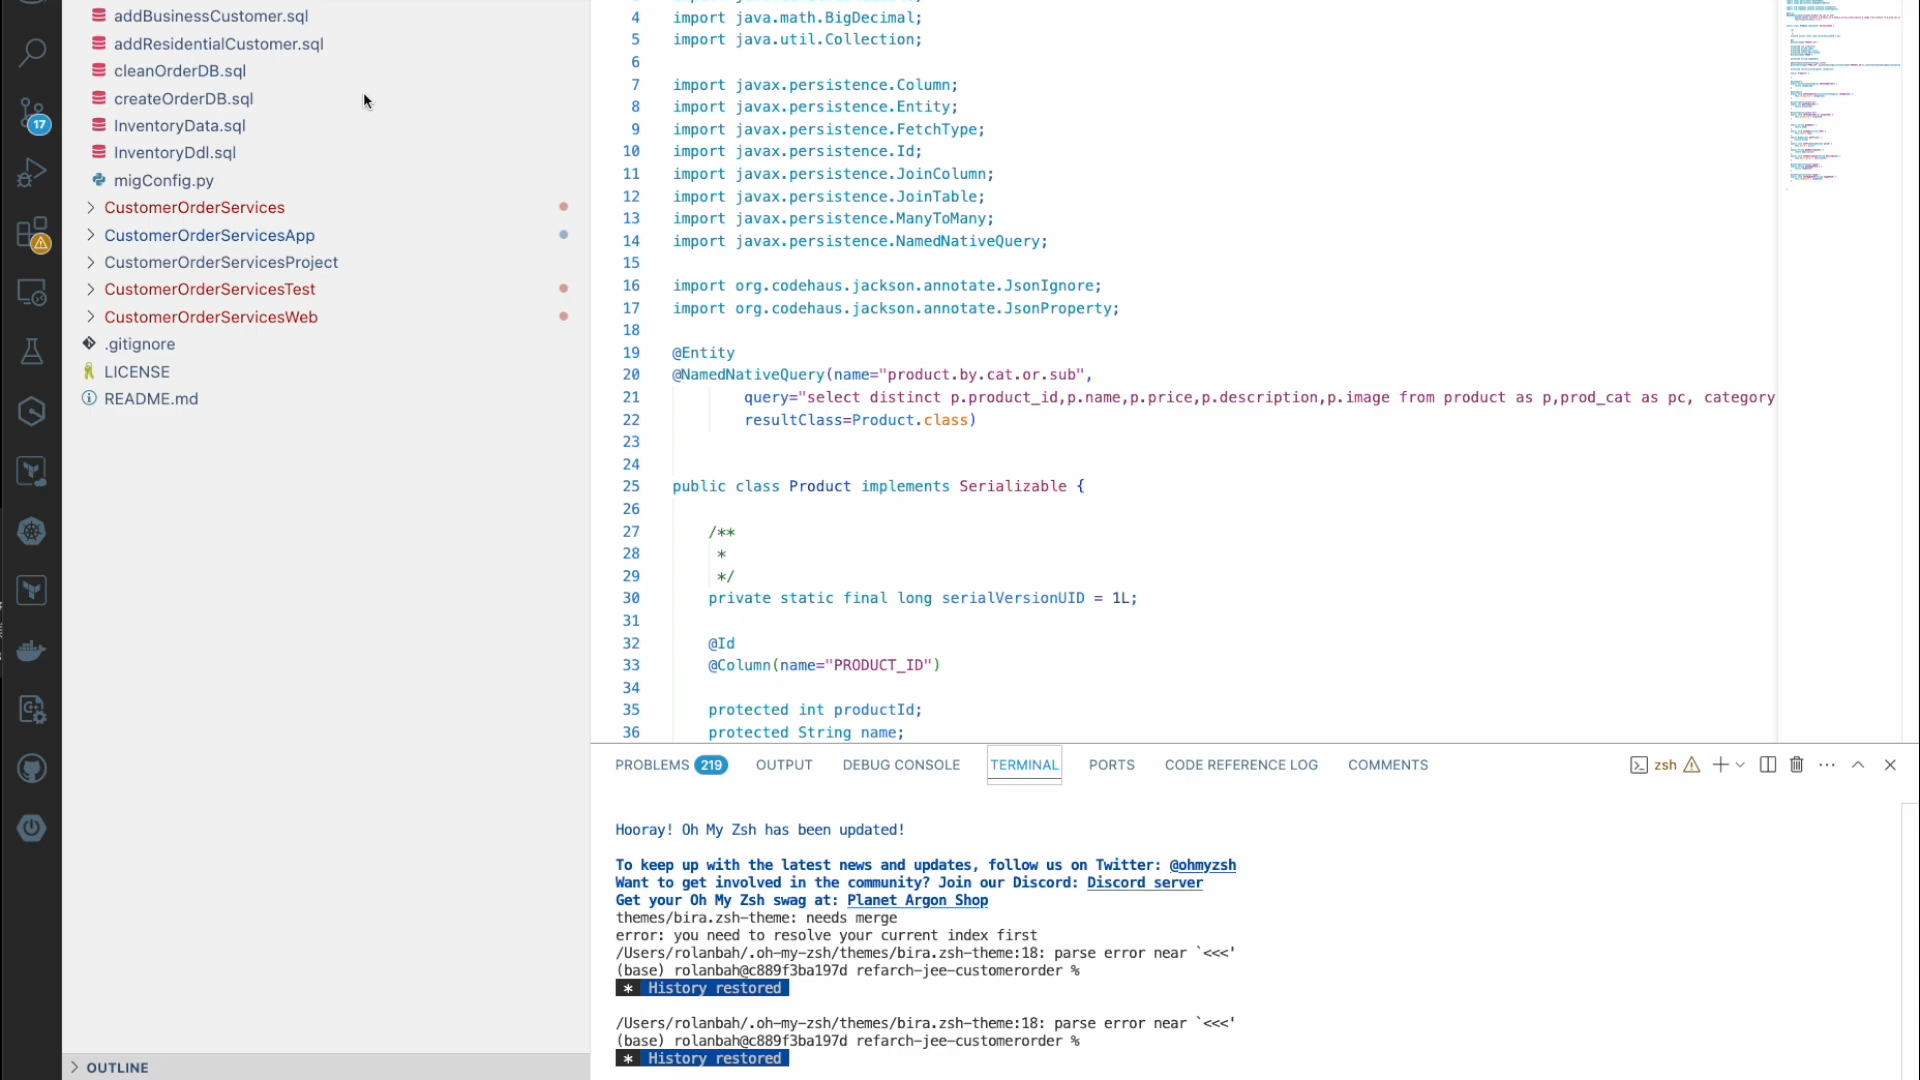 addBusinessCustomer.sql
addResidentialCustomer.sql
cleanOrderDB.sql
createOrderDB.sql
InventoryData.sql
InventoryDdl.sql
migConfig.py
CustomerOrderServices
CustomerOrderServicesApp
CustomerOrderServicesProject
CustomerOrderServicesTest
CustomerOrderServicesWeb
.gitignore
LICENSE
README.md
OUTLINE
17
4 import java.math.BigDecimal;
5 import java.util.Collection;
6
7 import javax.persistence.Column;
8 import javax.persistence.Entity;
9 import javax.persistence.FetchType;
10 import javax.persistence.Id;
11 import javax.persistence.JoinColumn;
12 import javax.persistence.JoinTable;
13 import javax.persistence.ManyToMany;
14 import javax.persistence.NamedNativeQuery;
15
16 import org.codehaus.jackson.annotate.JsonIgnore;
17 import org.codehaus.jackson.annotate.JsonProperty;
18
19 @Entity
20 @NamedNativeQuery(name="product.by.cat.or.sub",
21 query="select distinct p.product_id,p.name,p.price,p.description,p.image from product as p,prod_cat as pc, category
22 resultClass=Product.class)
23
24
25 public class Product implements Serializable {
26
27 /**
28 *
29 */
30 private static final long serialVersionUID = 1L;
31
32 @Id
33 @Column(name="PRODUCT_ID")
34
35 protected int productId;
36 protected String name;
PROBLEMS 219 OUTPUT DEBUG CONSOLE TERMINAL PORTS CODE REFERENCE LOG COMMENTS zsh
Hooray! Oh My Zsh has been updated!
To keep up with the latest news and updates, follow us on Twitter: @ohmyzsh
Want to get involved in the community? Join our Discord: Discord server
Get your Oh My Zsh swag at: Planet Argon Shop
themes/bira.zsh-theme: needs merge
error: you need to resolve your current index first
/Users/rolanbah/.oh-my-zsh/themes/bira.zsh-theme:18: parse error near `<<<'
(base) rolanbah@c889f3ba197d refarch-jee-customerorder %
* History restored
/Users/rolanbah/.oh-my-zsh/themes/bira.zsh-theme:18: parse error near `<<<'
(base) rolanbah@c889f3ba197d refarch-jee-customerorder %
* History restored